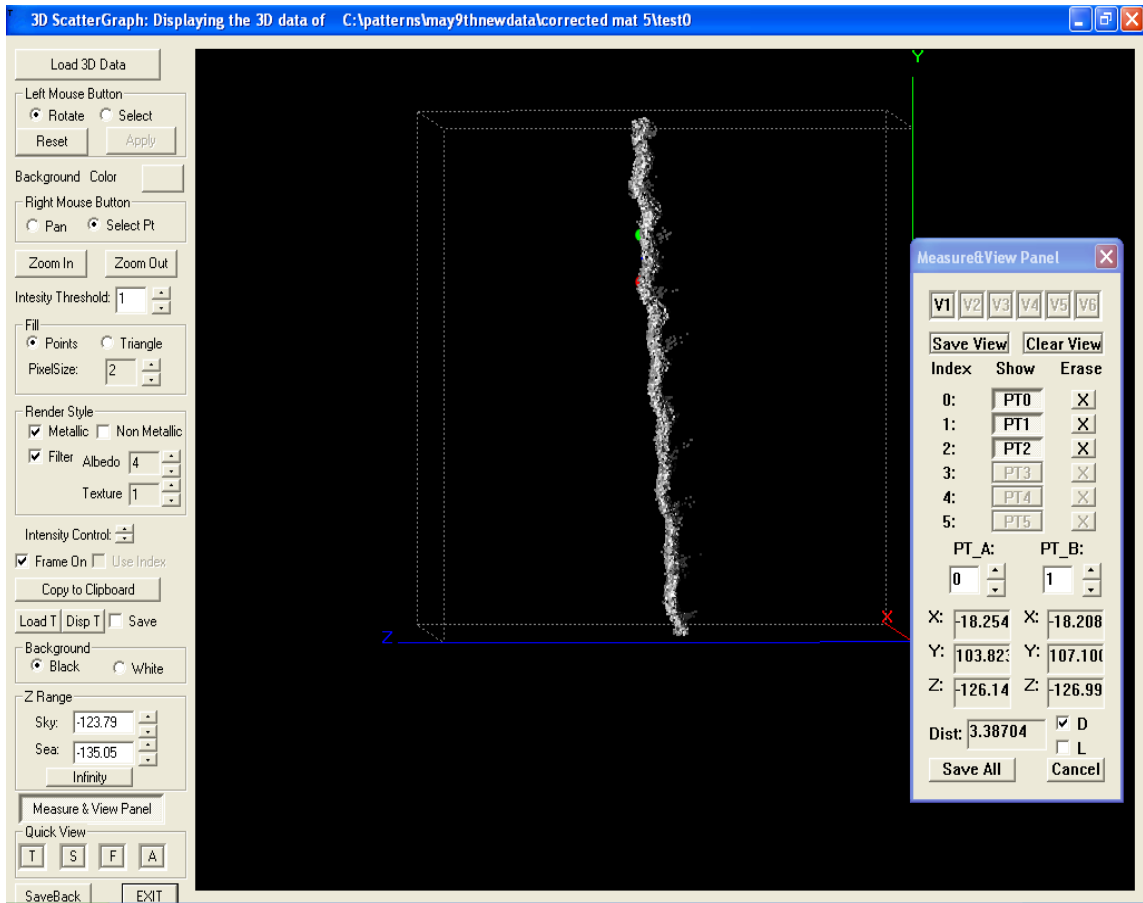 3D ScatterGraph: Displaying the 3D data of C:\patterns\may9thnewdata\corrected mat 5\test0
Load 3D Data
Left Mouse Button
Rotate Select
Reset Apply
Background Color
Right Mouse Button
Pan Select Pt
Zoom In Zoom Out
Intesity Threshold: 1
Fill
Points Triangle
PixelSize: 2
Render Style
Metallic Non Metallic
Filter Albedo 4
Texture 1
Intensity Control:
Frame On Use Index
Copy to Clipboard
Load T Disp T Save
Background
Black White
Z Range
Sky: -123.79
Sea: -135.05
Infinity
Measure & View Panel
Quick View
T S F A
SaveBack EXIT
Y
X
Z
Measure&View Panel
V1 V2 V3 V4 V5 V6
Save View Clear View
Index Show Erase
0: PT0 X
1: PT1 X
2: PT2 X
3: PT3 X
4: PT4 X
5: PT5 X
PT_A: PT_B:
0 1
X: -18.254 X: -18.208
Y: 103.823 Y: 107.100
Z: -126.14 Z: -126.99
Dist: 3.38704 D
L
Save All Cancel